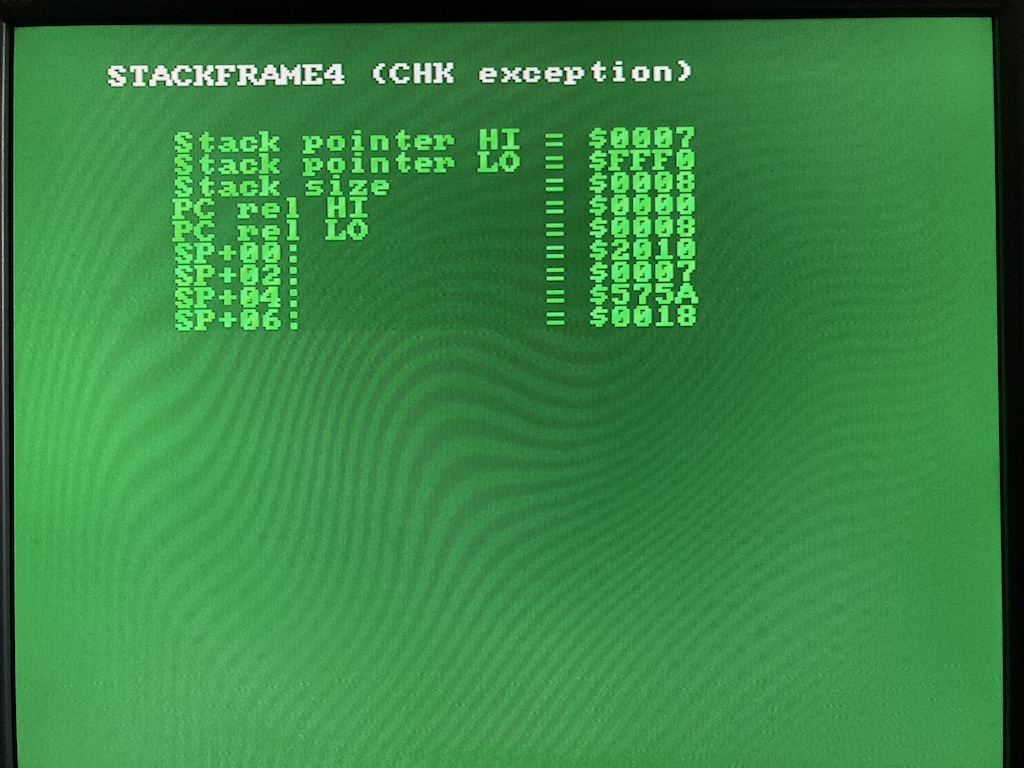 STACKFRAME4 (CHK exception)
Stack pointer HI = $0007
Stack pointer LO = $FFF0
Stack size = $0008
PC rel HI = $0000
PC rel LO = $0008
SP+00: = $2010
SP+02: = $0007
SP+04: = $575A
SP+06: = $0018